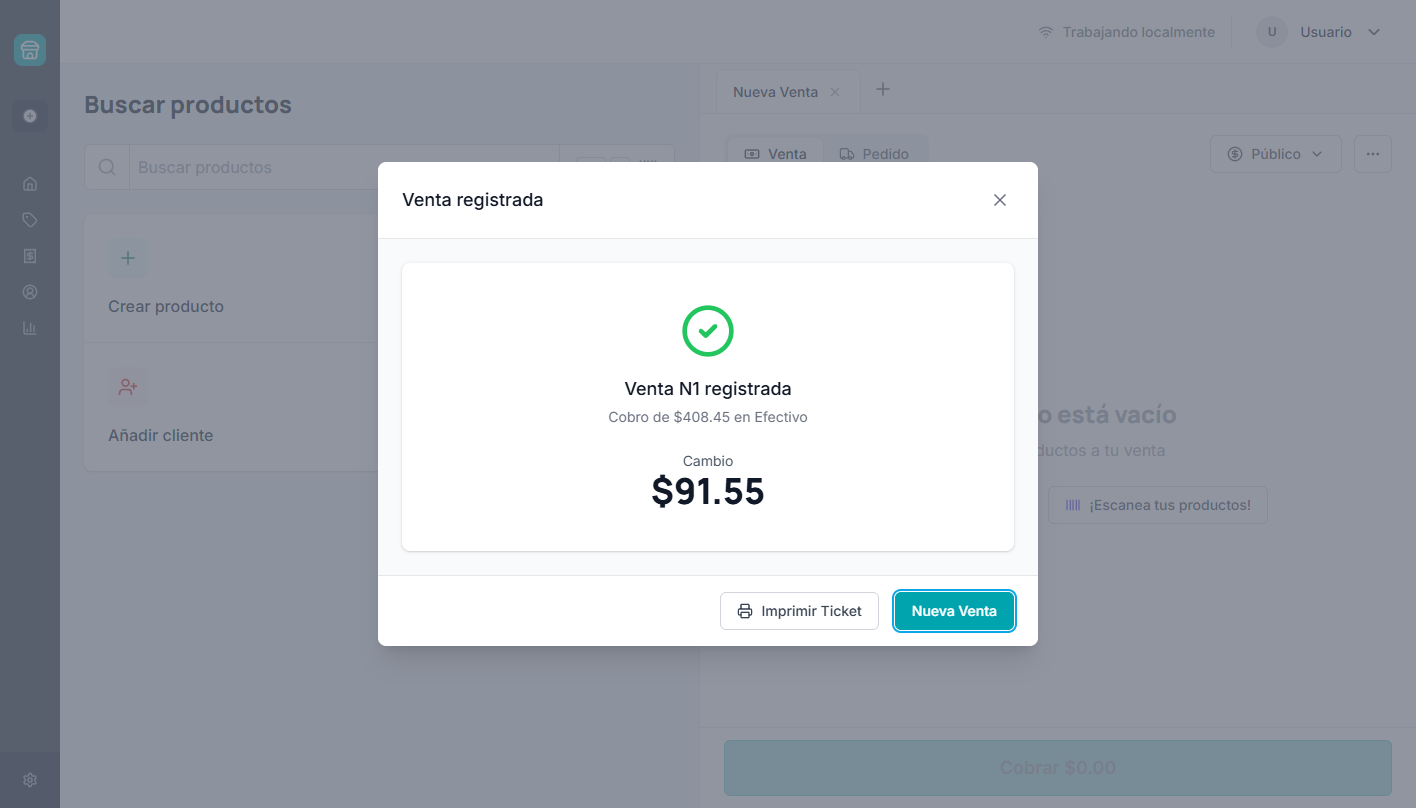 Trabajando localmente
U
Usuario
Buscar productos
Buscar productos
Crear producto
Añadir cliente
Nueva Venta
Venta
Pedido
Público
o está vacío
ductos a tu venta
¡Escanea tus productos!
Cobrar $0.00
Venta registrada
Venta N1 registrada
Cobro de $408.45 en Efectivo
Cambio
$91.55
Imprimir Ticket
Nueva Venta